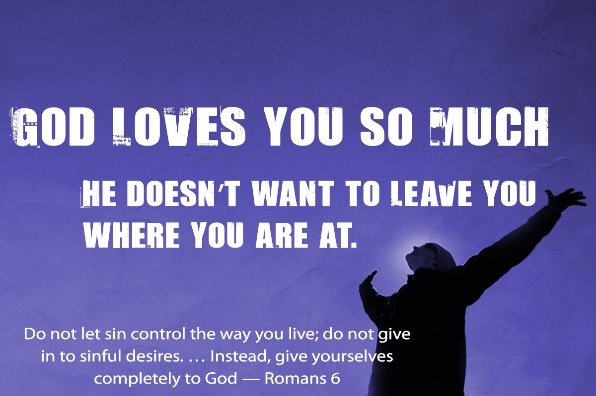 GOD LOVES YOU SO MUCH
HE DOESN'T WANT TO LEAVE YOU
WHERE YOU ARE AT.
Do not let sin control the way you live; do not give
in to sinful desires. … Instead, give yourselves
completely to God — Romans 6